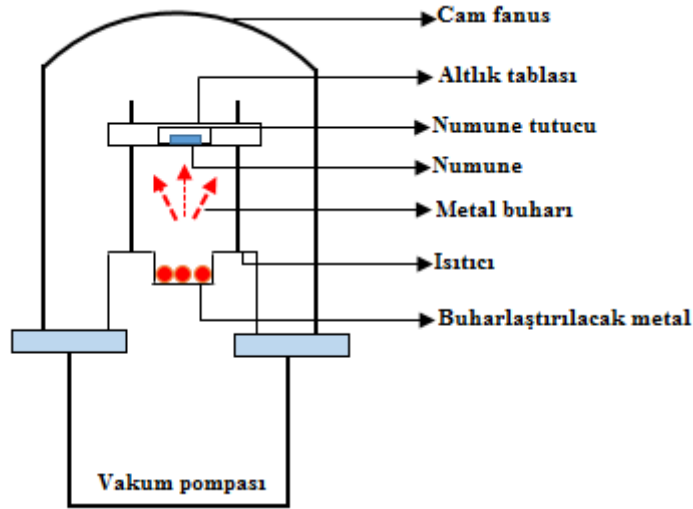 Cam fanus
Altlık tablası
Numune tutucu
Numune
Metal buharı
Isıtıcı
Buharlaştırılacak metal
Vakum pompası